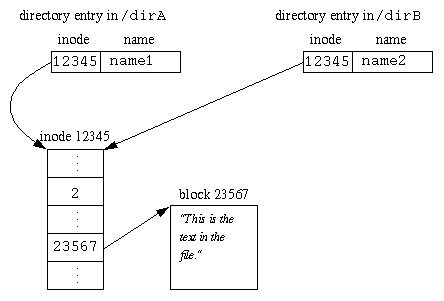 directory entry in /dirA
directory entry in /dirB
inode name
inode name
12345 name1
12345 name2
inode 12345
2
23567
block 23567
"This is the
text in the
file."